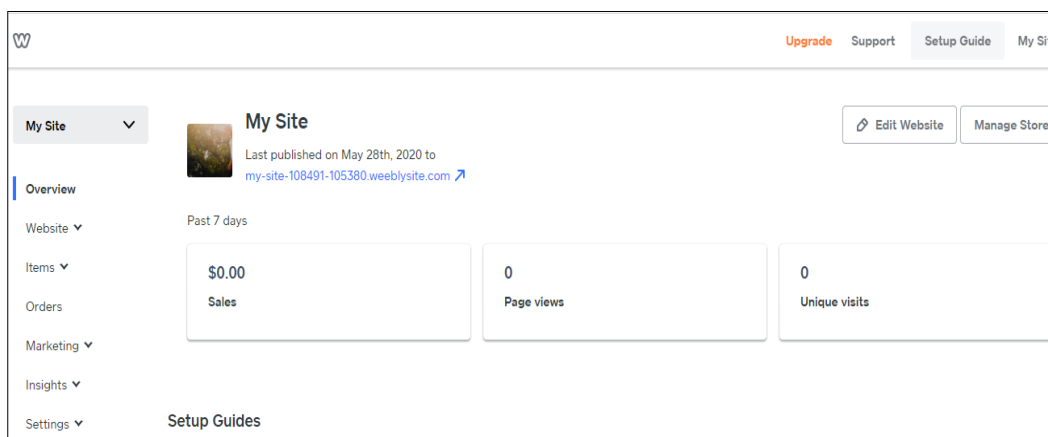 Upgrade Support Setup Guide My Si
My Site
My Site
Edit Website Manage Store
Last published on May 28th, 2020 to
my-site-108491-105380.weeblysite.com
Overview
Past 7 days
Website
Items
$0.00 0 0
Sales Page views Unique visits
Orders
Marketing
Insights
Settings
Setup Guides